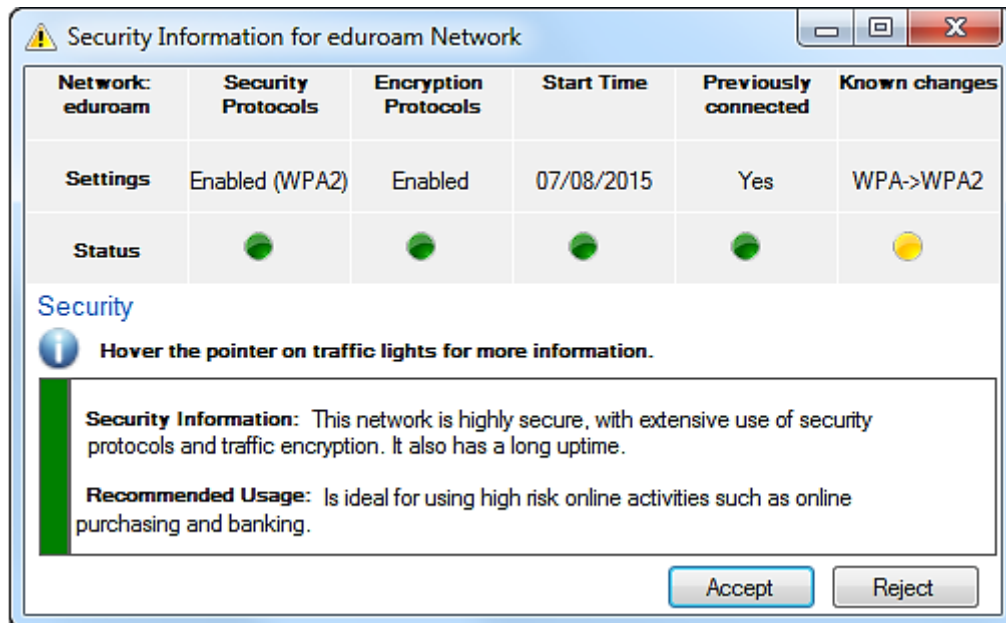 Security Information for eduroam Network
Network: eduroam Security Protocols Encryption Protocols Start Time Previously connected Known changes
Settings Enabled (WPA2) Enabled 07/08/2015 Yes WPA->WPA2
Status
Security
Hover the pointer on traffic lights for more information.
Security Information: This network is highly secure, with extensive use of security
protocols and traffic encryption. It also has a long uptime.
Recommended Usage: Is ideal for using high risk online activities such as online
purchasing and banking.
Accept Reject